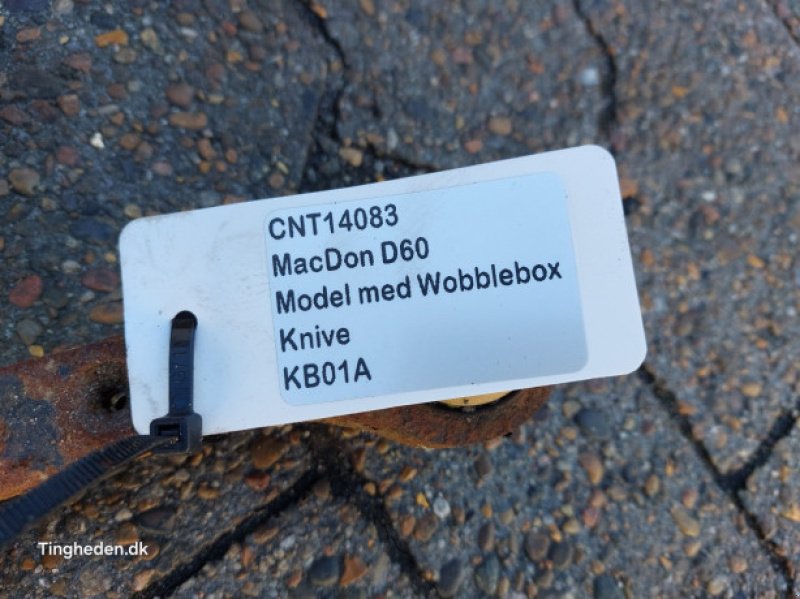 CNT14083
MacDon D60
Model med Wobblebox
Knive
KB01A
Tingheden.dk